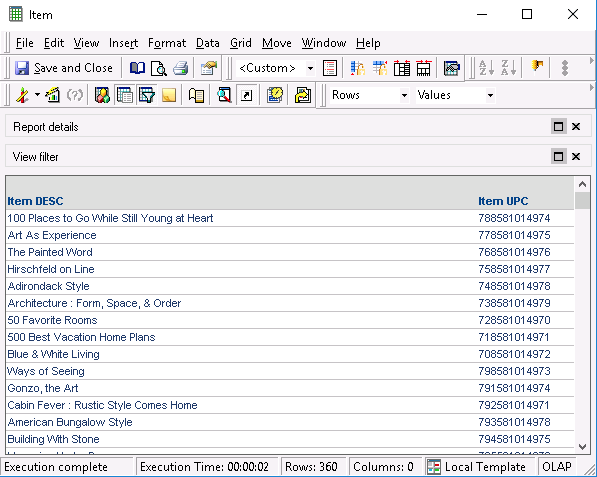 Item
File Edit View Insert Format Data Grid Move Window Help
Save and Close <Custom>
Rows Values
Report details
View filter
Item DESC Item UPC
100 Places to Go While Still Young at Heart 788581014974
Art As Experience 778581014975
The Painted Word 768581014976
Hirschfeld on Line 758581014977
Adirondack Style 748581014978
Architecture : Form, Space, & Order 738581014979
50 Favorite Rooms 728581014970
500 Best Vacation Home Plans 718581014971
Blue & White Living 708581014972
Ways of Seeing 798581014973
Gonzo, the Art 791581014974
Cabin Fever : Rustic Style Comes Home 792581014971
American Bungalow Style 793581014978
Building With Stone 794581014975
Execution complete Execution Time: 00:00:02 Rows: 360 Columns: 0 Local Template OLAP